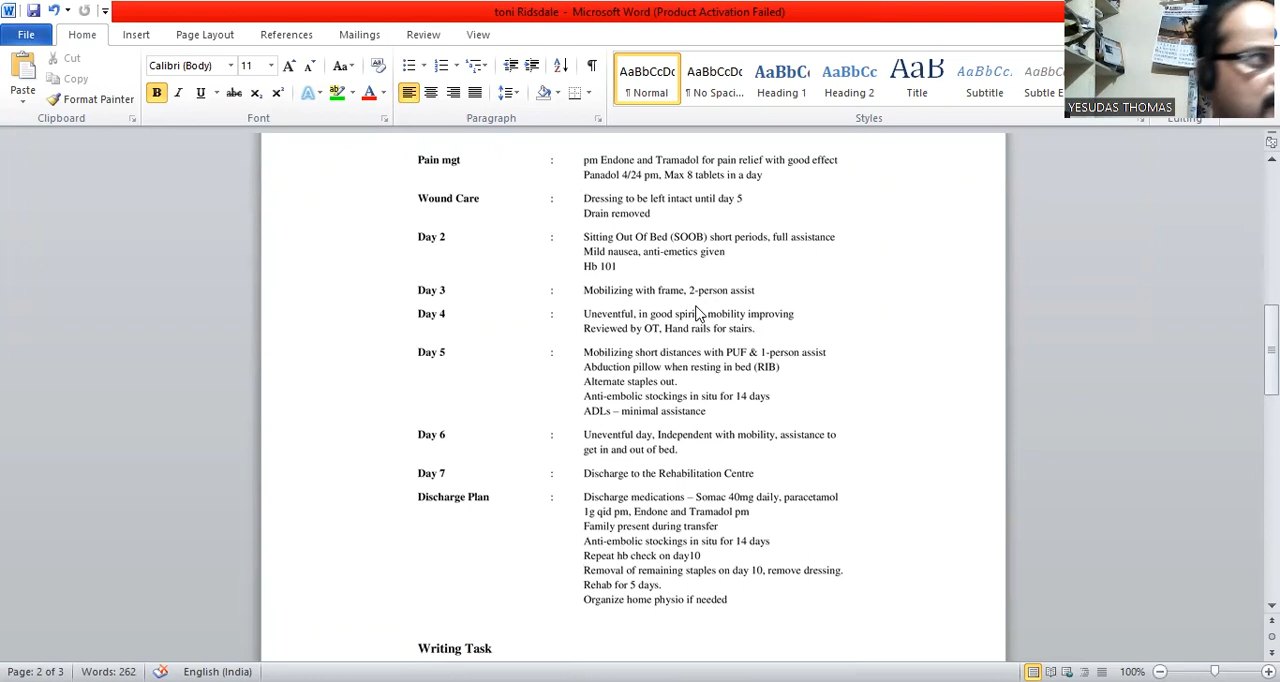 toni Ridsdale - Microsoft Word (Product Activation Failed)
File Home Insert Page Layout References Mailings Review View
Cut
Copy
Paste
Format Painter
Clipboard
Calibri (Body) 11
Font
Paragraph
AaBbCcDc AaBbCcDc AaBbCc AaBbCc AaB AaBbCc.
¶ Normal ¶ No Spaci... Heading 1 Heading 2 Title Subtitle Subtle E
Styles
YESUDAS THOMAS
Pain mgt : pm Endone and Tramadol for pain relief with good effect
Panadol 4/24 pm, Max 8 tablets in a day
Wound Care : Dressing to be left intact until day 5
Drain removed
Day 2 : Sitting Out Of Bed (SOOB) short periods, full assistance
Mild nausea, anti-emetics given
Hb 101
Day 3 : Mobilizing with frame, 2-person assist
Day 4 : Uneventful, in good mobility improving
Reviewed by OT, Hand rails for stairs.
Day 5 : Mobilizing short distances with PUF & 1-person assist
Abduction pillow when resting in bed (RIB)
Alternate staples out.
Anti-embolic stockings in situ for 14 days
ADLs – minimal assistance
Day 6 : Uneventful day, Independent with mobility, assistance to
get in and out of bed.
Day 7 : Discharge to the Rehabilitation Centre
Discharge Plan : Discharge medications – Somac 40mg daily, paracetamol
1g qid pm, Endone and Tramadol pm
Family present during transfer
Anti-embolic stockings in situ for 14 days
Repeat hb check on day10
Removal of remaining staples on day 10, remove dressing.
Rehab for 5 days.
Organize home physio if needed
Writing Task
Page: 2 of 3 Words: 262 English (India) 100%